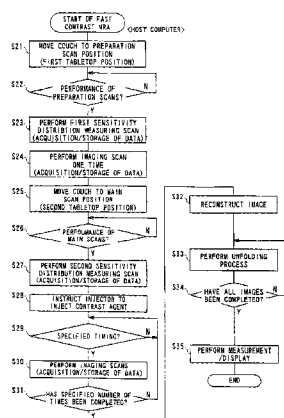 START OF FAST
CONTRAST MRA
<HOST COMPUTER>
S21
MOVE COUCH TO PREPARATION
SCAN POSITION
(FIRST TABLETOP POSITION)
S22
PERFORMANCE OF
PREPARATION SCANS?
N
Y
S23
PERFORM FIRST SENSITIVITY
DISTRIBTION MEASURING SCAN
(ACQUISITION/STORAGE OF DATA)
S24
PERFORM IMAGING SCAN
ONE TIME
(ACQUISITION/STORAGE OF DATA)
S25
MOVE COUCH TO MAIN
SCAN POSITION
(SECOND TABLETOP POSITION)
S26
PERFOLMANCE OF
MAIN SCANS?
N
Y
S27
PERFORM SECOND SENSITIVITY
DISTRIBUTION MEASURING SCAN
(ACQUISITION/STORAGE OF DATA)
S28
INSTRUCT INJECTOR TO
INJECT CONTRAST AGENT
S29
SPECIFIED TIMING?
N
Y
S30
PERFORM IMAGING SCANS
(ACQUISITION/STORAGE OF DATA)
S31
HAS SPECIFIED NUMBER OF
TIMES BEEN COMPLETED?
N
Y
S32
RECONSTRUCT IMAGE
S33
PERFORM UNFOLDING
PROCESS
S34
HAVE ALL IMAGES
BEEN COMPLETED?
N
Y
S35
PERFORM MEASUREMENT
/DISPLAY
END